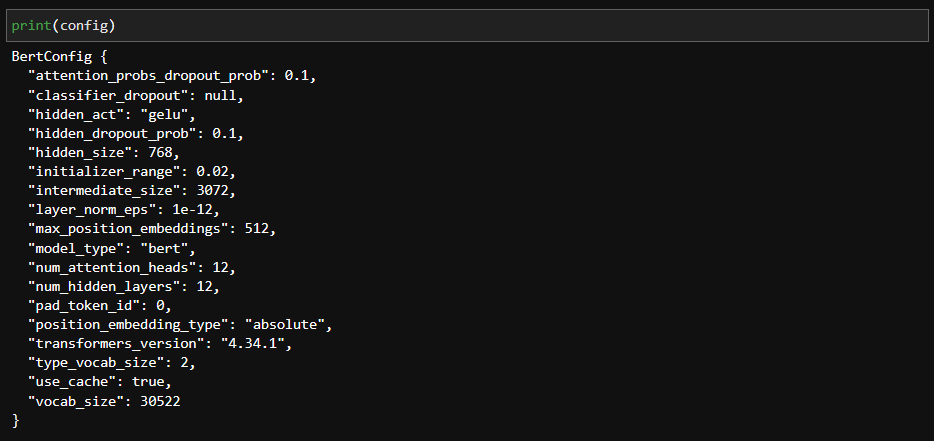 print(config)
BertConfig {
  "attention_probs_dropout_prob": 0.1,
  "classifier_dropout": null,
  "hidden_act": "gelu",
  "hidden_dropout_prob": 0.1,
  "hidden_size": 768,
  "initializer_range": 0.02,
  "intermediate_size": 3072,
  "layer_norm_eps": 1e-12,
  "max_position_embeddings": 512,
  "model_type": "bert",
  "num_attention_heads": 12,
  "num_hidden_layers": 12,
  "pad_token_id": 0,
  "position_embedding_type": "absolute",
  "transformers_version": "4.34.1",
  "type_vocab_size": 2,
  "use_cache": true,
  "vocab_size": 30522
}